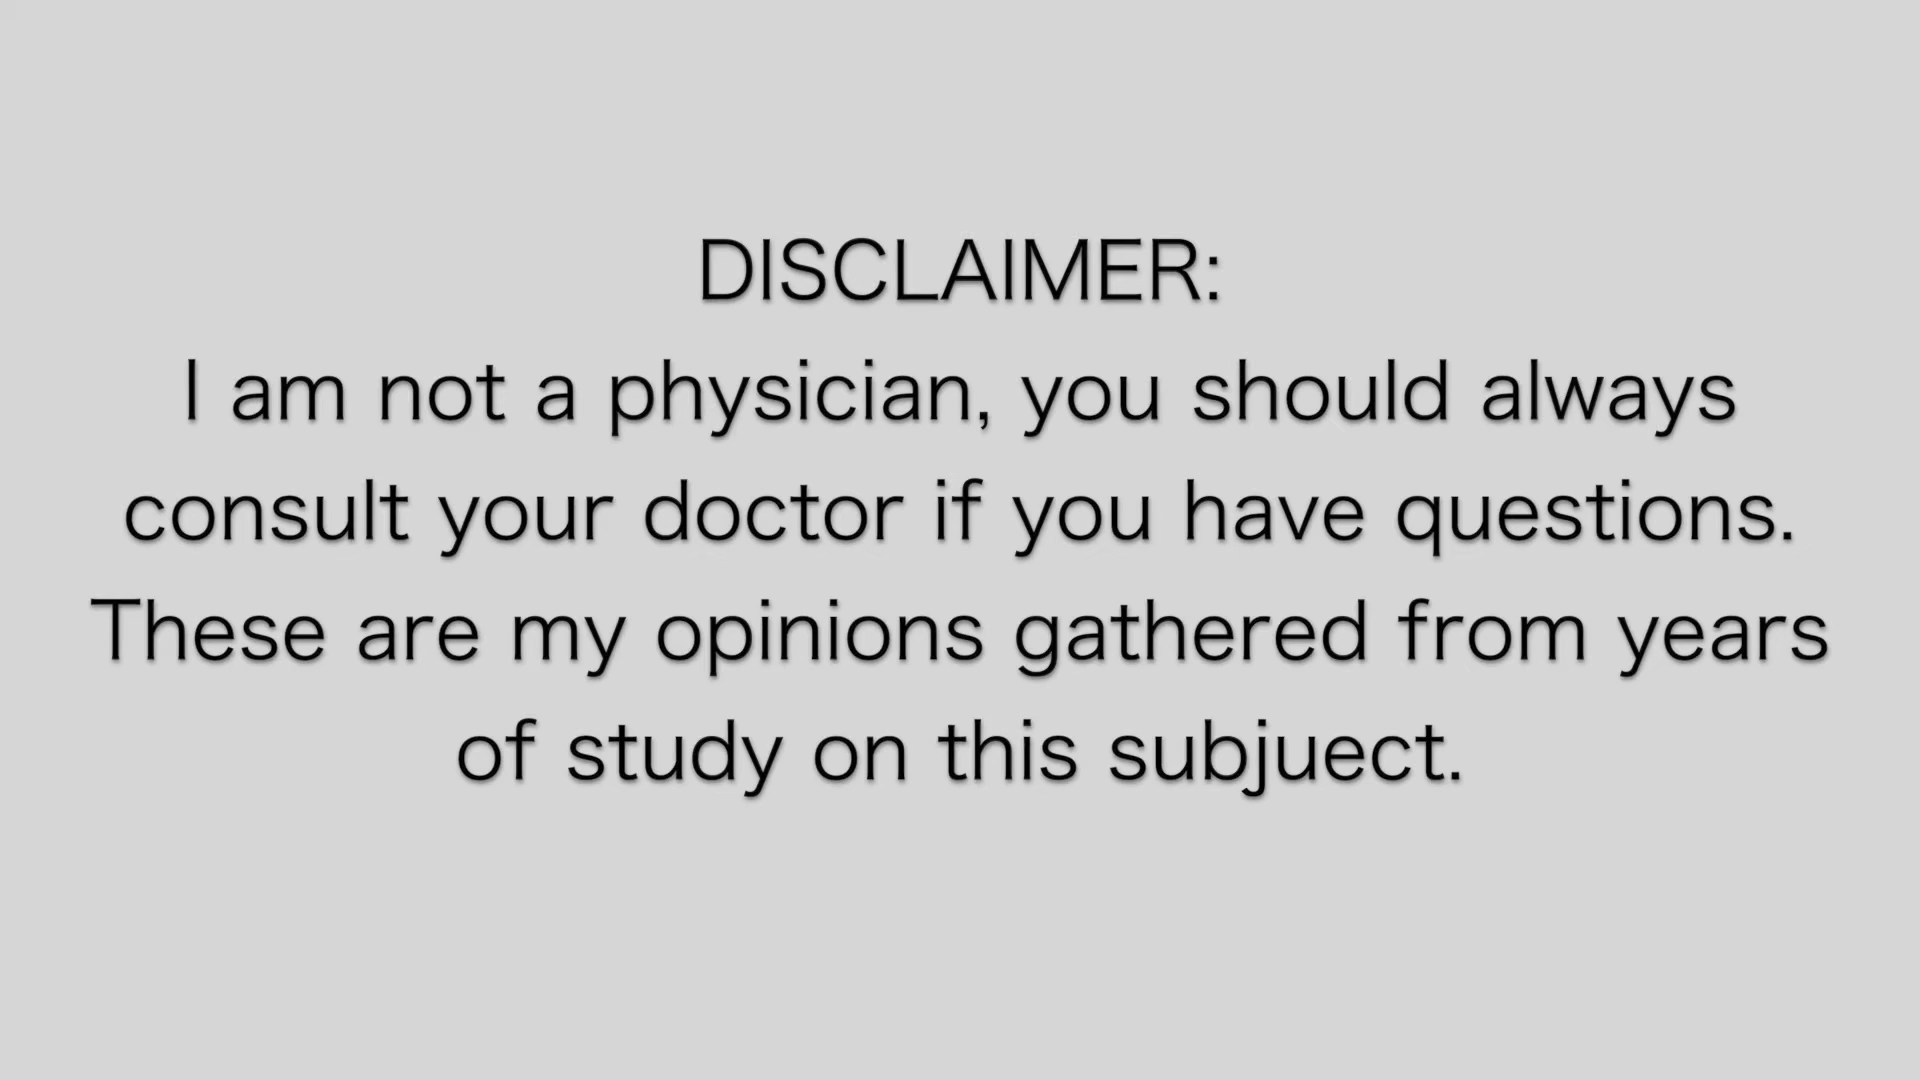 DISCLAIMER:
I am not a physician, you should always
consult your doctor if you have questions.
These are my opinions gathered from years
of study on this subjuect.